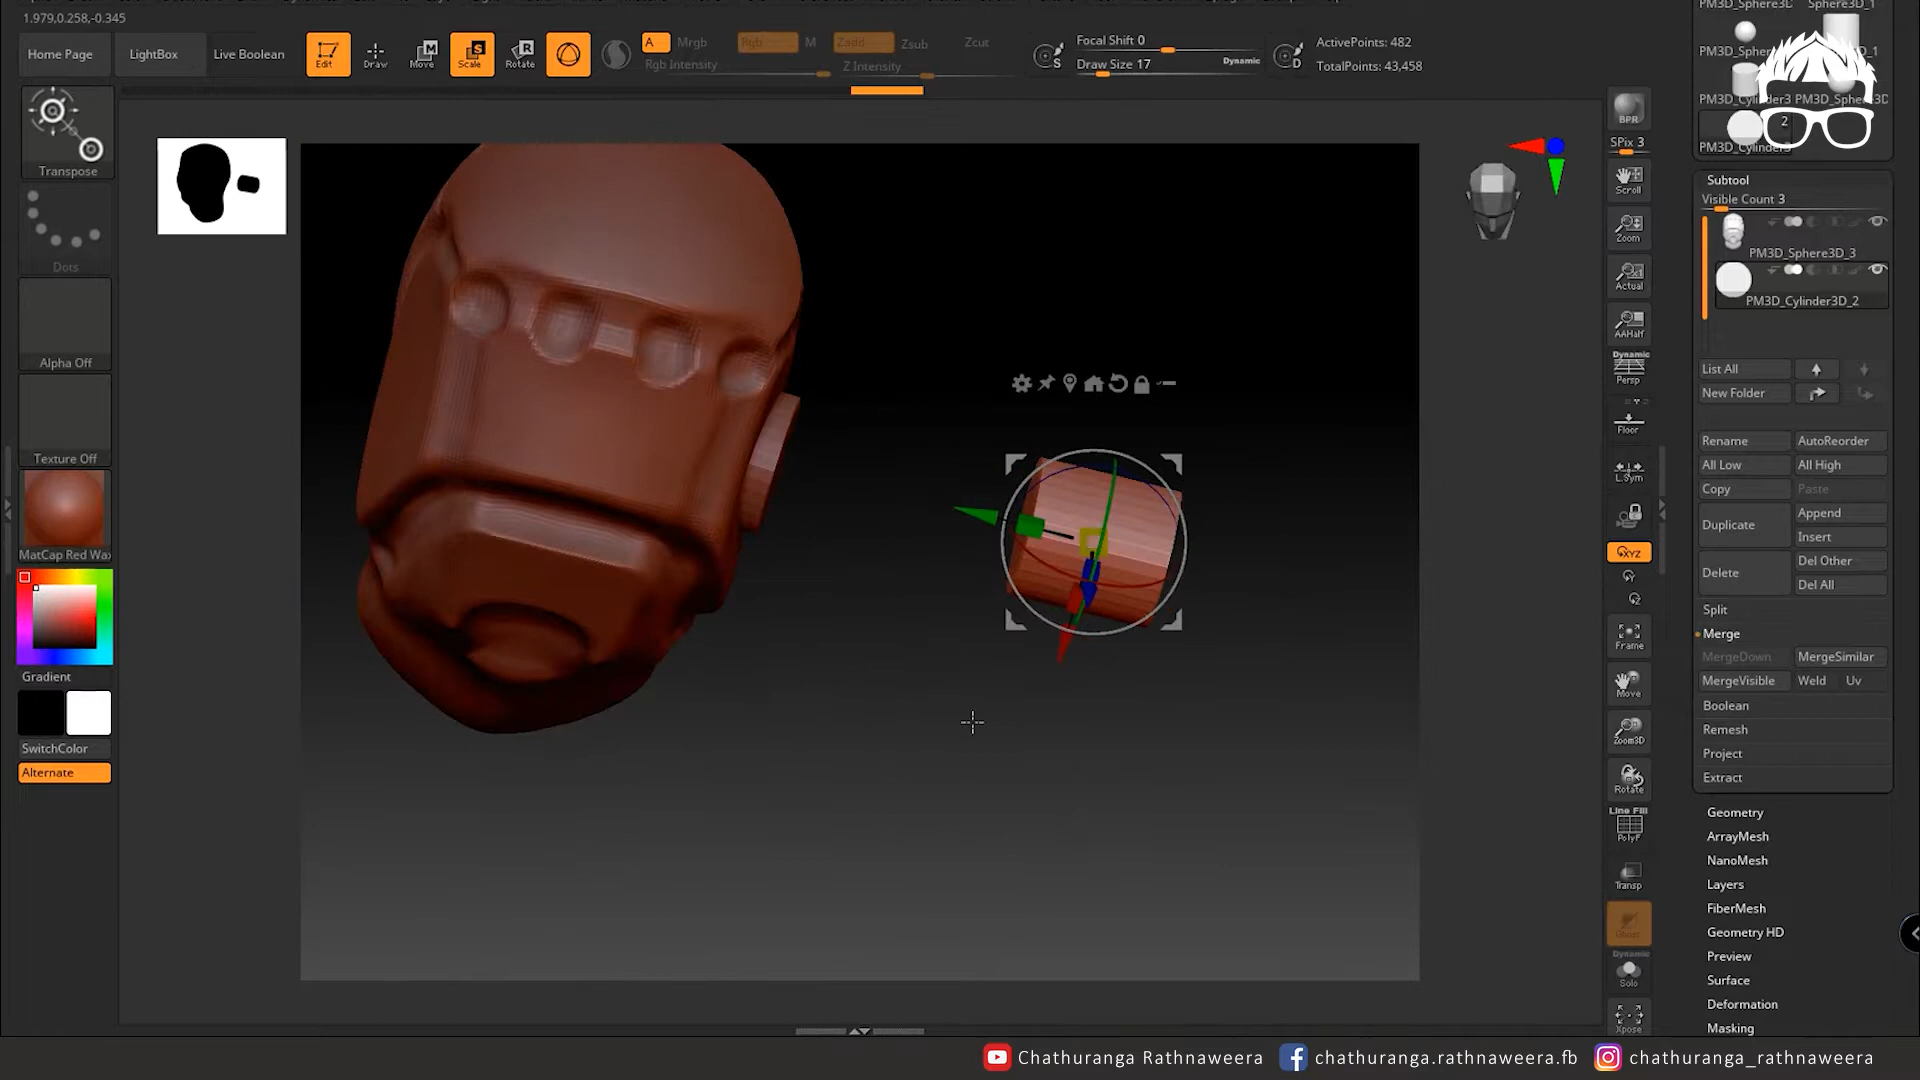 1.979,0.258,-0.345
Home Page
LightBox
Live Boolean
Edit
Draw
Move
Scale
Rotate
A
Mrgb
Rgb
M
Zadd
Zsub
Zcut
Rgb Intensity
Z Intensity
Focal Shift 0
Draw Size 17
Dynamic
ActivePoints: 482
TotalPoints: 43,458
Transpose
Dots
Alpha Off
Texture Off
MatCap Red Wax
Gradient
SwitchColor
Alternate
BPR
SPix 3
Scroll
Zoom
Actual
AAHalf
Dynamic
Persp
Floor
L.Sym
XYZ
Frame
Move
Zoom3D
Rotate
Line Fill
PolyF
Transp
Ghost
Dynamic
Solo
Xpose
2
Subtool
Visible Count 3
PM3D_Sphere3D_3
PM3D_Cylinder3D_2
List All
New Folder
Rename
AutoReorder
All Low
All High
Copy
Paste
Duplicate
Append
Insert
Delete
Del Other
Del All
Split
Merge
MergeDown
MergeSimilar
MergeVisible
Weld
Uv
Boolean
Remesh
Project
Extract
Geometry
ArrayMesh
NanoMesh
Layers
FiberMesh
Geometry HD
Preview
Surface
Deformation
Masking
Chathuranga Rathnaweera
chathuranga.rathnaweera.fb
chathuranga_rathnaweera